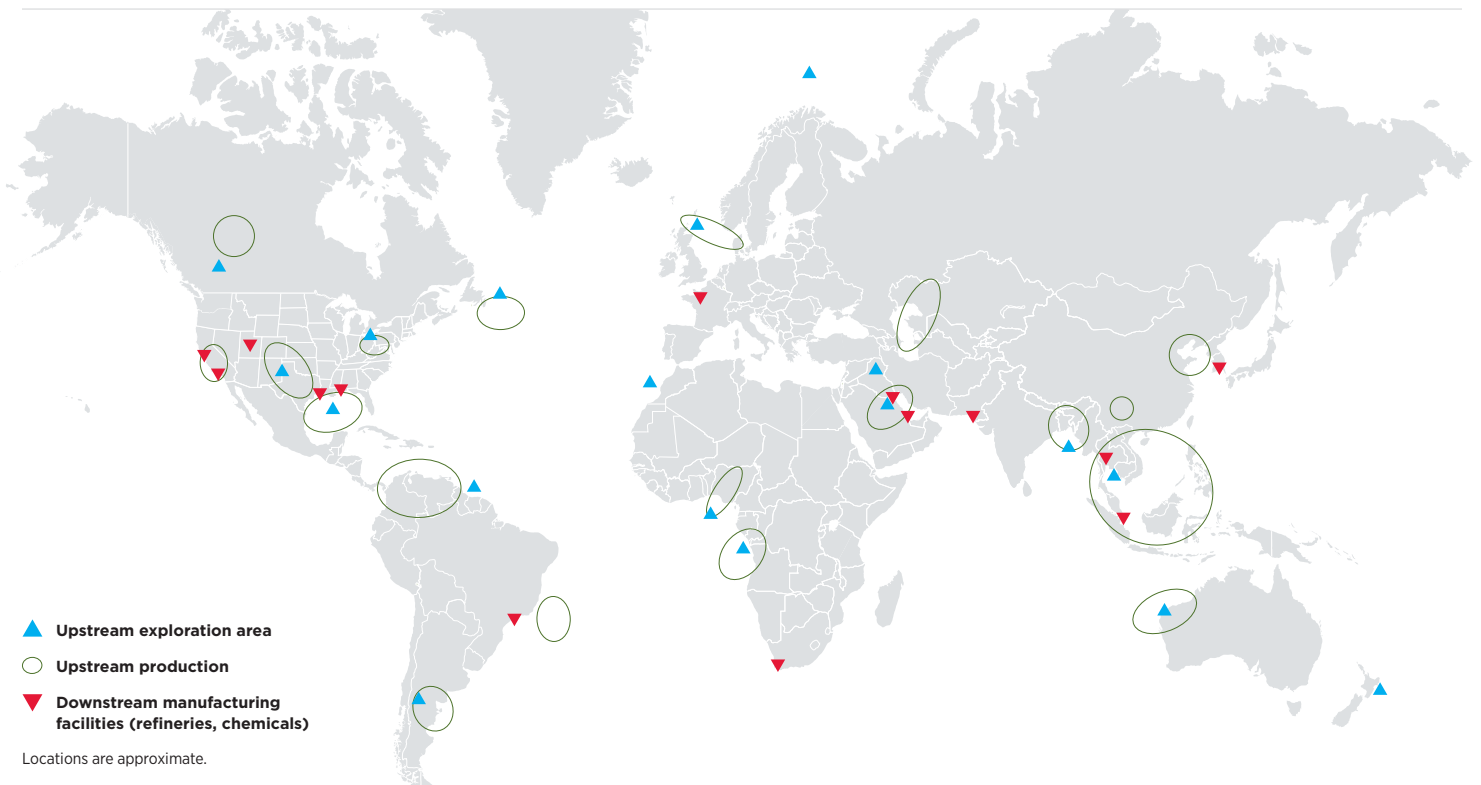 Upstream exploration area
Upstream production
Downstream manufacturing
facilities (refineries, chemicals)
Locations are approximate.